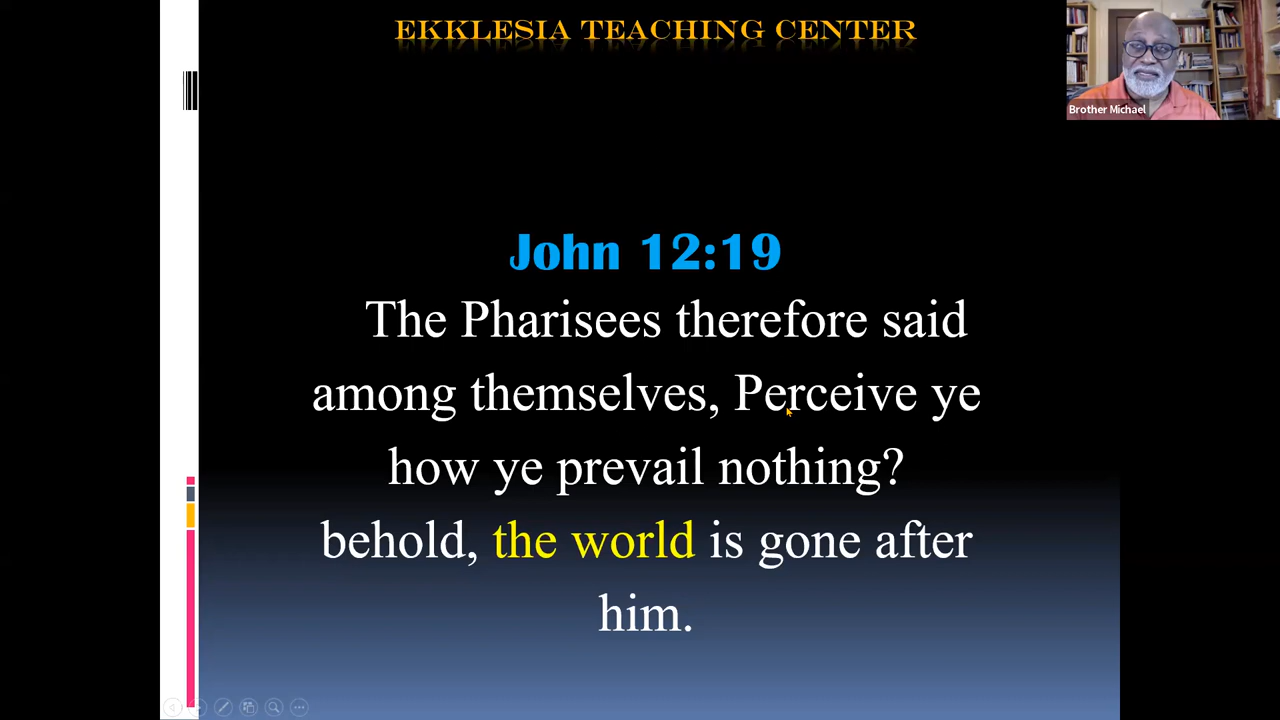 EKKLESIA TEACHING CENTER
Brother Michael
John 12:19
The Pharisees therefore said
among themselves, Perceive ye
how ye prevail nothing?
behold, the world is gone after
him.